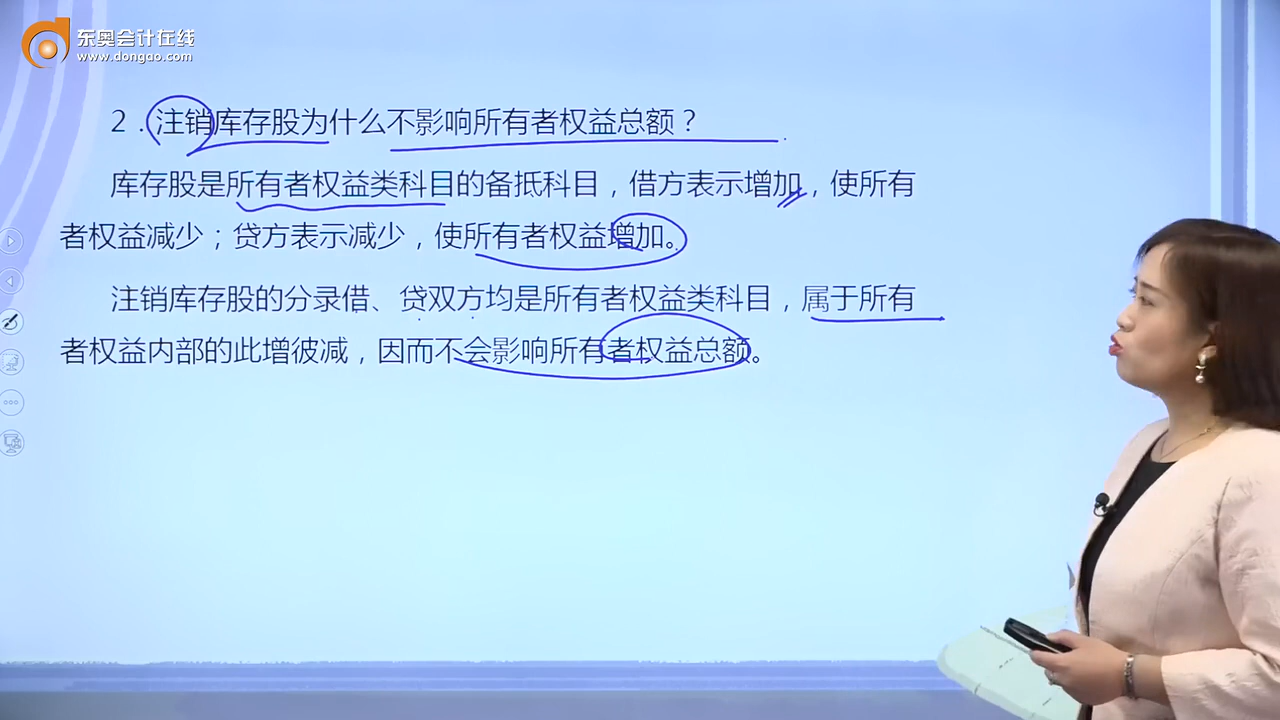 东奥会计在线
www.dongao.com
2．注销库存股为什么不影响所有者权益总额？
库存股是所有者权益类科目的备抵科目，借方表示增加，使所有
者权益减少；贷方表示减少，使所有者权益增加。
注销库存股的分录借、贷双方均是所有者权益类科目，属于所有
者权益内部的此增彼减，因而不会影响所有者权益总额。